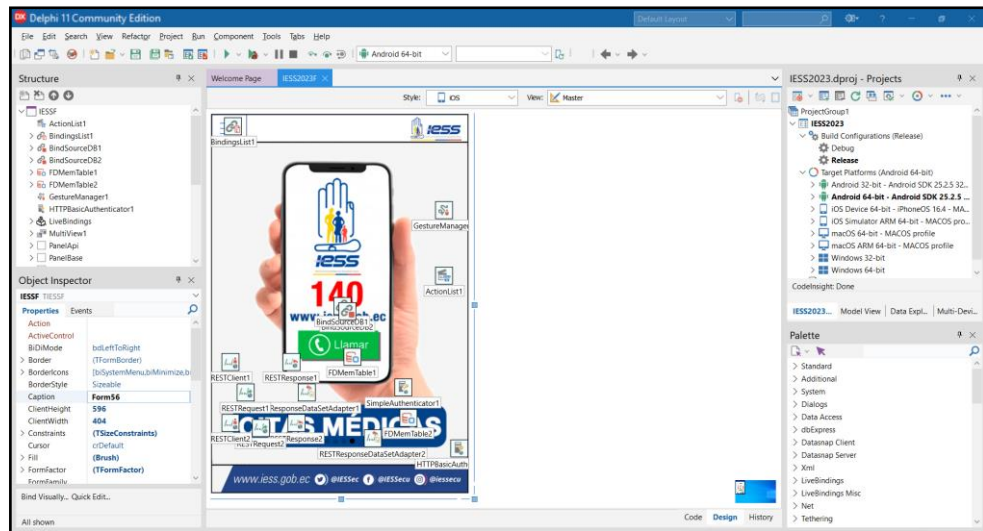 Delphi 11 Community Edition
Default Layout
File Edit Search View Refactor Project Run Component Tools Tabs Help
Android 64-bit
Structure
IESSF
ActionList1
BindingsList1
BindSourceDB1
BindSourceDB2
FDMemTable1
FDMemTable2
GestureManager1
HTTPBasicAuthenticator1
LiveBindings
MultiView1
PanelApi
PanelBase
Object Inspector
IESSF TIESSF
Properties Events
Action
ActiveControl
BiDiMode bdLeftToRight
Border (TFormBorder)
BorderIcons [biSystemMenu,biMinimize,b
BorderStyle Sizeable
Caption Form56
ClientHeight 596
ClientWidth 404
Constraints (TSizeConstraints)
Cursor crDefault
Fill (Brush)
FormFactor (TFormFactor)
FormFamily
Bind Visually... Quick Edit...
All shown
Welcome Page IESS2023F
Style: iOS View: Master
BindingsList1
iess
GestureManage
iess
ActionList1
140
BindSourceDB1
BindSourceDB2
Llamar
RESTClient1 RESTResponse1 FDMemTable1
SimpleAuthenticator1
RESTRequest1 ResponseDataSetAdapter1
CITAS MÉDICAS
RESTClient2 RESTRequest2 Response2 FDMemTable2
RESTResponseDataSetAdapter2
HTTPBasicAuth
www.iess.gob.ec @IESSec @IESSecu @iessecu
Code Design History
IESS2023.dproj - Projects
ProjectGroup1
IESS2023
Build Configurations (Release)
Debug
Release
Target Platforms (Android 64-bit)
Android 32-bit - Android SDK 25.2.5 32...
Android 64-bit - Android SDK 25.2.5 ...
iOS Device 64-bit - iPhoneOS 16.4 - MA...
iOS Simulator ARM 64-bit - MACOS pro...
macOS 64-bit - MACOS profile
macOS ARM 64-bit - MACOS profile
Windows 32-bit
Windows 64-bit
CodeInsight: Done
IESS2023... Model View Data Expl... Multi-Devi...
Palette
Standard
Additional
System
Dialogs
Data Access
dbExpress
Datasnap Client
Datasnap Server
Xml
LiveBindings
LiveBindings Misc
Net
Tethering